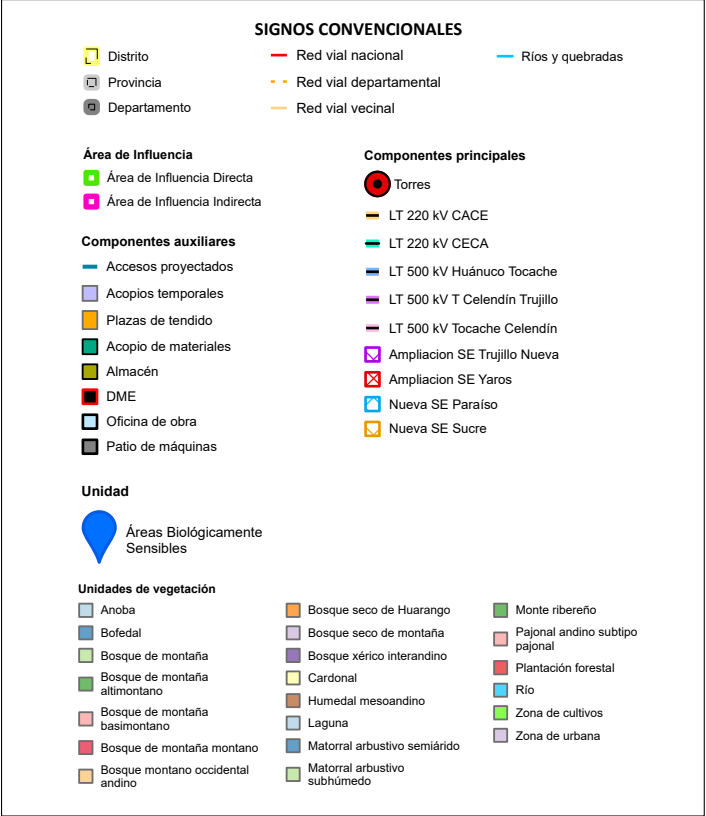 SIGNOS CONVENCIONALES
Distrito
Provincia
Departamento
Red vial nacional
Red vial departamental
Red vial vecinal
Ríos y quebradas
Área de Influencia
Área de Influencia Directa
Área de Influencia Indirecta
Componentes auxiliares
Accesos proyectados
Acopios temporales
Plazas de tendido
Acopio de materiales
Almacén
DME
Oficina de obra
Patio de máquinas
Componentes principales
Torres
LT 220 kV CACE
LT 220 kV CECA
LT 500 kV Huánuco Tocache
LT 500 kV T Celendín Trujillo
LT 500 kV Tocache Celendín
Ampliacion SE Trujillo Nueva
Ampliacion SE Yaros
Nueva SE Paraíso
Nueva SE Sucre
Unidad
Áreas Biológicamente
Sensibles
Unidades de vegetación
Anoba
Bofedal
Bosque de montaña
Bosque de montaña
altimontano
Bosque de montaña
basimontano
Bosque de montaña montano
Bosque montano occidental
andino
Bosque seco de Huarango
Bosque seco de montaña
Bosque xérico interandino
Cardonal
Humedal mesoandino
Laguna
Matorral arbustivo semiárido
Matorral arbustivo
subhúmedo
Monte ribereño
Pajonal andino subtipo
pajonal
Plantación forestal
Río
Zona de cultivos
Zona de urbana